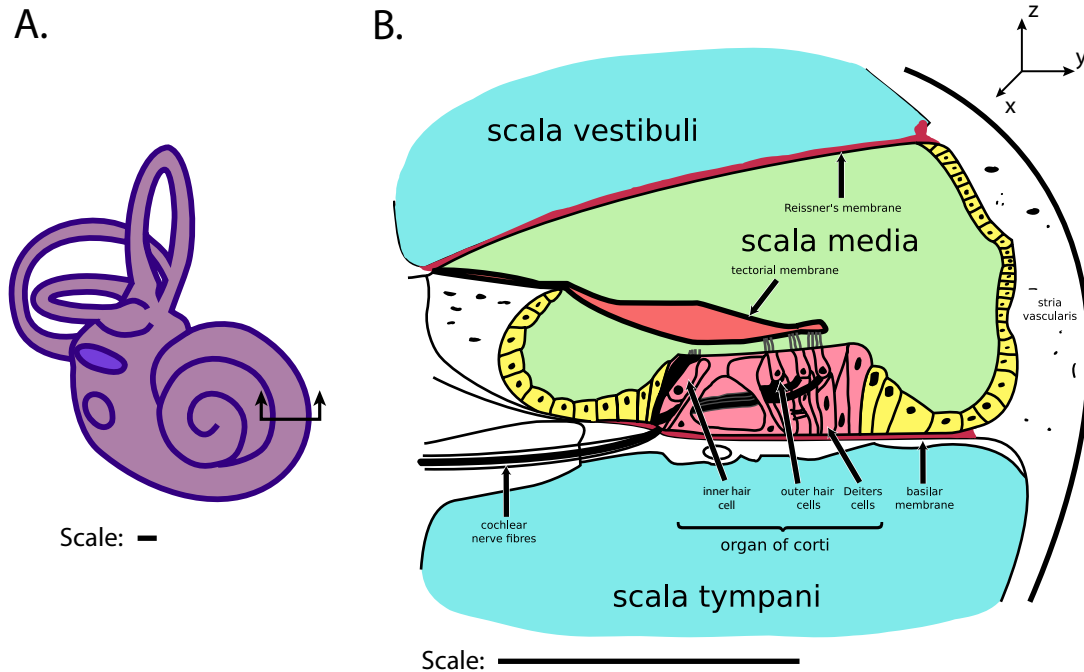 A.
B.
z
y
x
scala vestibuli
Reissner's membrane
scala media
tectorial membrane
stria
vascularis
inner hair
cell
outer hair
cells
Deiters
cells
basilar
membrane
cochlear
nerve fibres
organ of corti
scala tympani
Scale:
Scale: